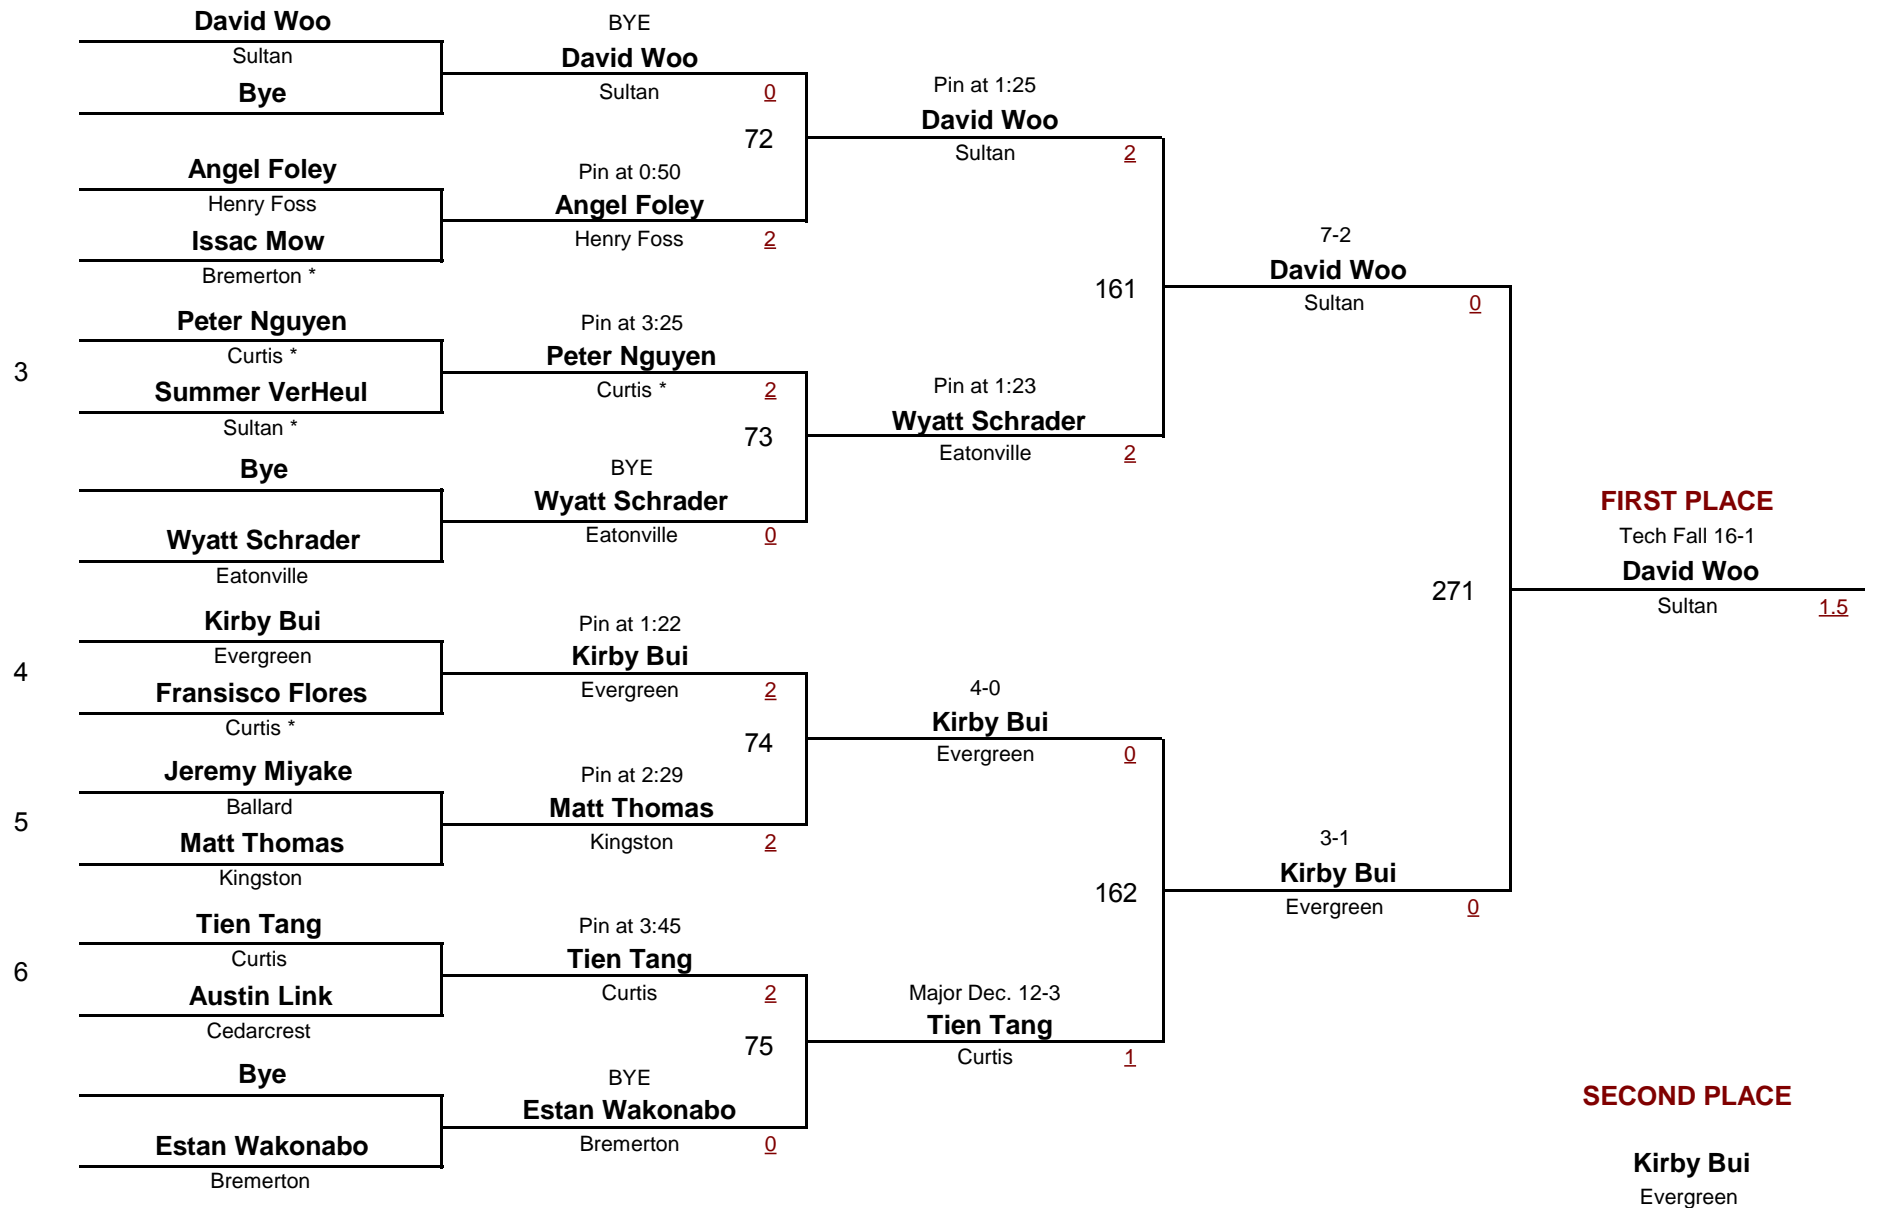 David Woo
Sultan
Bye
Angel Foley
Henry Foss
Issac Mow
Bremerton *
Peter Nguyen
3
Curtis *
Summer VerHeul
Sultan *
Bye
Wyatt Schrader
Eatonville
Kirby Bui
4
Evergreen
Fransisco Flores
Curtis *
Jeremy Miyake
5
Ballard
Matt Thomas
Kingston
Tien Tang
6
Curtis
Austin Link
Cedarcrest
Bye
Estan Wakonabo
Bremerton
BYE
David Woo
Sultan 0
72
Pin at 0:50
Angel Foley
Henry Foss 2
Pin at 3:25
Peter Nguyen
Curtis * 2
73
BYE
Wyatt Schrader
Eatonville 0
Pin at 1:22
Kirby Bui
Evergreen 2
74
Pin at 2:29
Matt Thomas
Kingston 2
Pin at 3:45
Tien Tang
Curtis 2
75
BYE
Estan Wakonabo
Bremerton 0
Pin at 1:25
David Woo
Sultan 2
161
Pin at 1:23
Wyatt Schrader
Eatonville 2
4-0
Kirby Bui
Evergreen 0
162
Major Dec. 12-3
Tien Tang
Curtis 1
7-2
David Woo
Sultan 0
271
3-1
Kirby Bui
Evergreen 0
FIRST PLACE
Tech Fall 16-1
David Woo
Sultan 1.5
SECOND PLACE
Kirby Bui
Evergreen